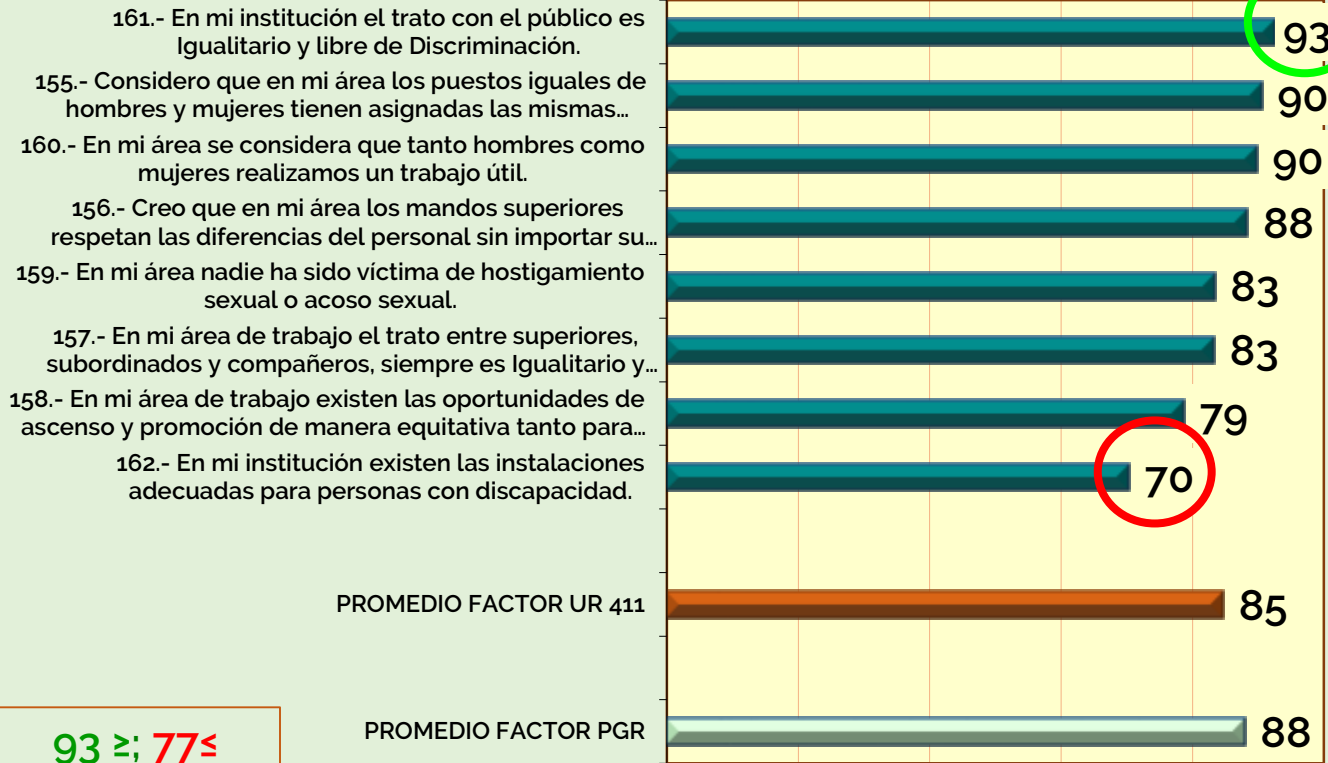 161.- En mi institución el trato con el público es
Igualitario y libre de Discriminación.
93
155.- Considero que en mi área los puestos iguales de
hombres y mujeres tienen asignadas las mismas…
90
160.- En mi área se considera que tanto hombres como
mujeres realizamos un trabajo útil.
90
156.- Creo que en mi área los mandos superiores
respetan las diferencias del personal sin importar su…
88
159.- En mi área nadie ha sido víctima de hostigamiento
sexual o acoso sexual.
83
157.- En mi área de trabajo el trato entre superiores,
subordinados y compañeros, siempre es Igualitario y…
83
158.- En mi área de trabajo existen las oportunidades de
ascenso y promoción de manera equitativa tanto para…
79
162.- En mi institución existen las instalaciones
adecuadas para personas con discapacidad.
70
PROMEDIO FACTOR UR 411
85
PROMEDIO FACTOR PGR
88
93 ≥; 77≤